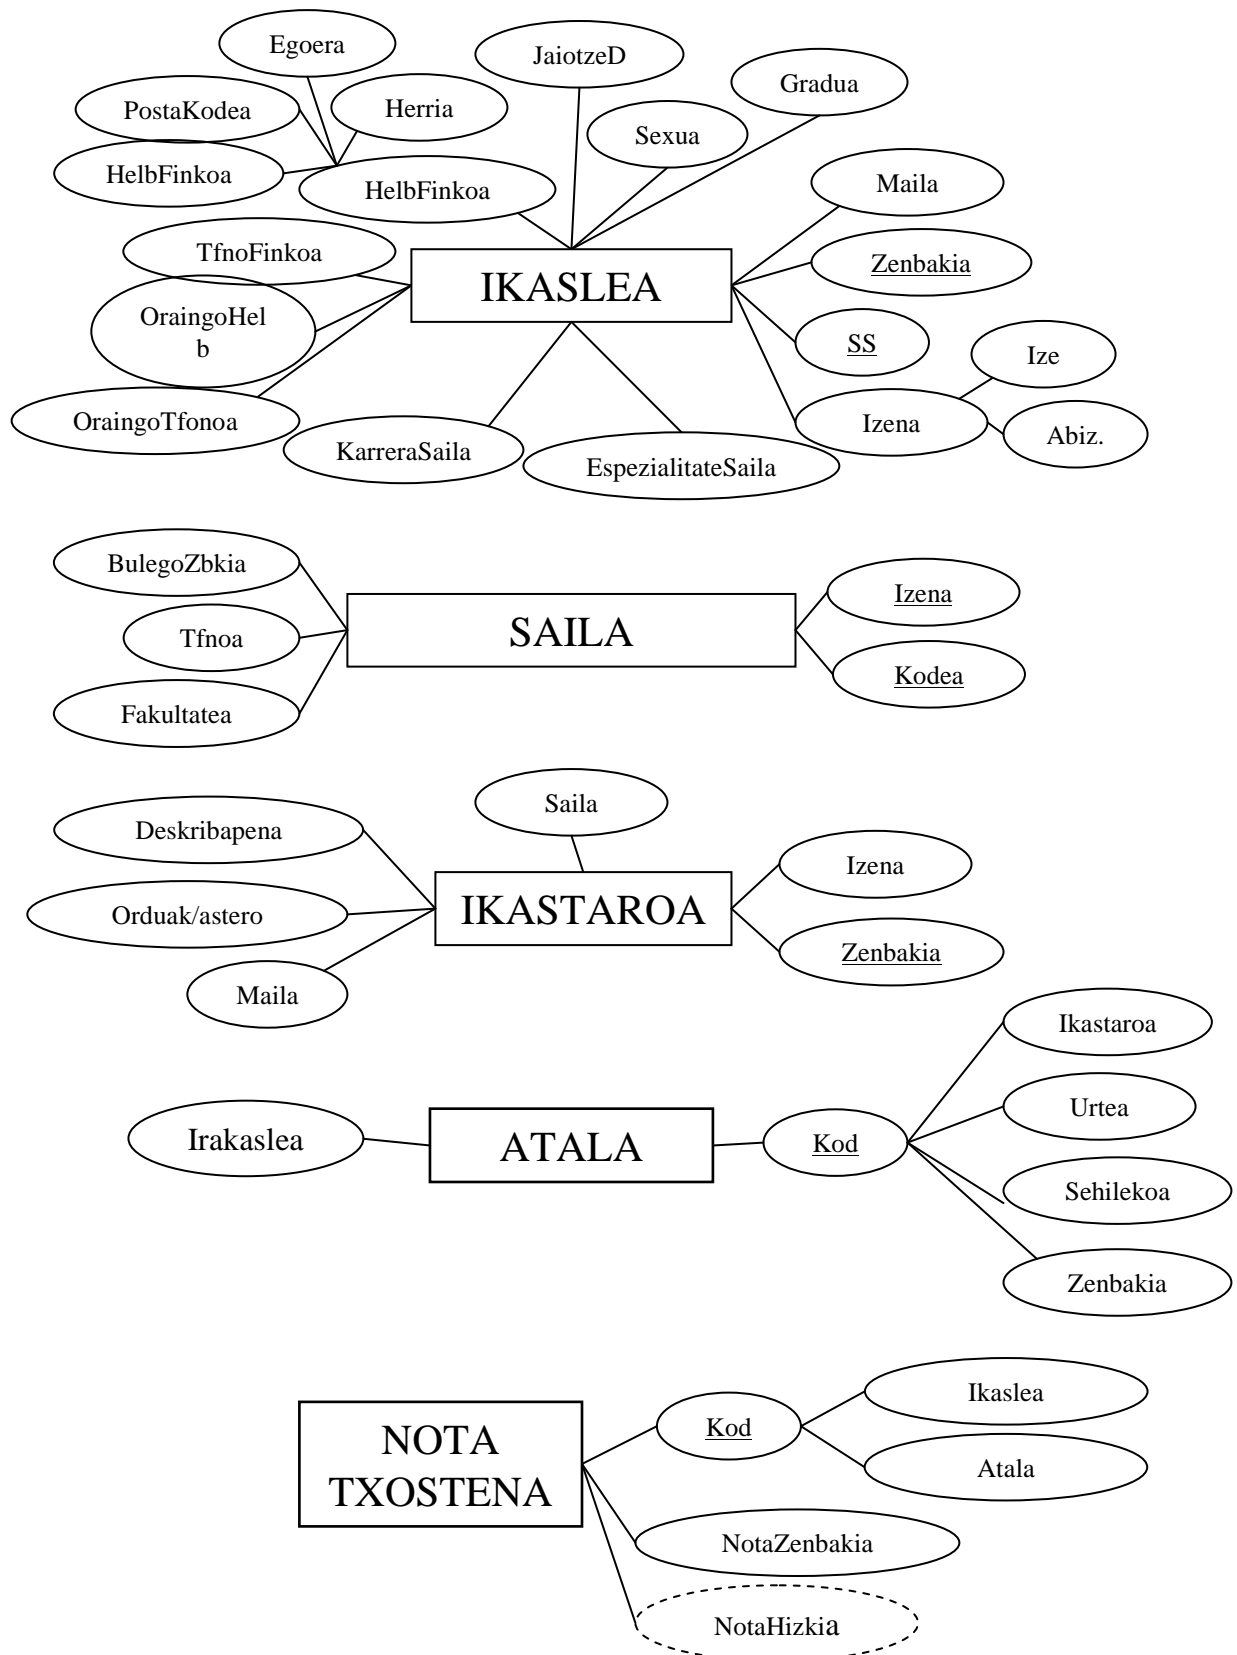 Egoera
JaiotzeD
Gradua
PostaKodea
Herria
Sexua
HelbFinkoa
HelbFinkoa
Maila
TfnoFinkoa
IKASLEA
Zenbakia
OraingoHel
b
SS
Ize
OraingoTfonoa
KarreraSaila
EspezialitateSaila
Izena
Abiz.
BulegoZbkia
Izena
Tfnoa
SAILA
Kodea
Fakultatea
Saila
Deskribapena
Izena
Orduak/astero
IKASTAROA
Zenbakia
Maila
Ikastaroa
Urtea
Irakaslea
ATALA
Kod
Sehilekoa
Zenbakia
Ikaslea
NOTA
TXOSTENA
Kod
Atala
NotaZenbakia
NotaHizkia